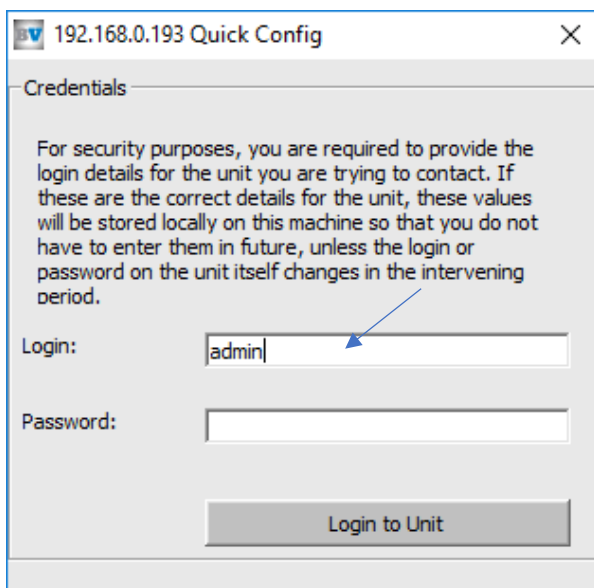 BV 192.168.0.193 Quick Config
Credentials
For security purposes, you are required to provide the
login details for the unit you are trying to contact. If
these are the correct details for the unit, these values
will be stored locally on this machine so that you do not
have to enter them in future, unless the login or
password on the unit itself changes in the intervening
period.
Login:
admin
Password:
Login to Unit